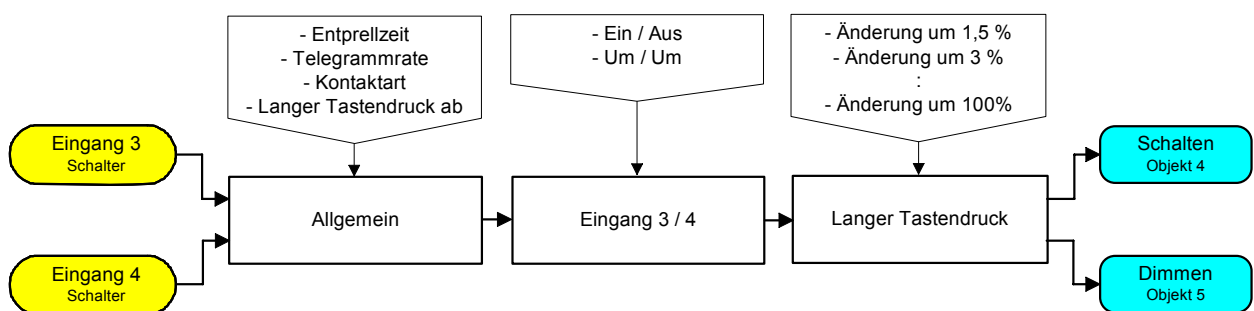 - Entprellzeit
- Telegrammrate
- Kontaktart
- Langer Tastendruck ab
- Ein / Aus
- Um / Um
- Änderung um 1,5 %
- Änderung um 3 %
:
- Änderung um 100%
Eingang 3
Schalter
Eingang 4
Schalter
Allgemein
Eingang 3 / 4
Langer Tastendruck
Schalten
Objekt 4
Dimmen
Objekt 5